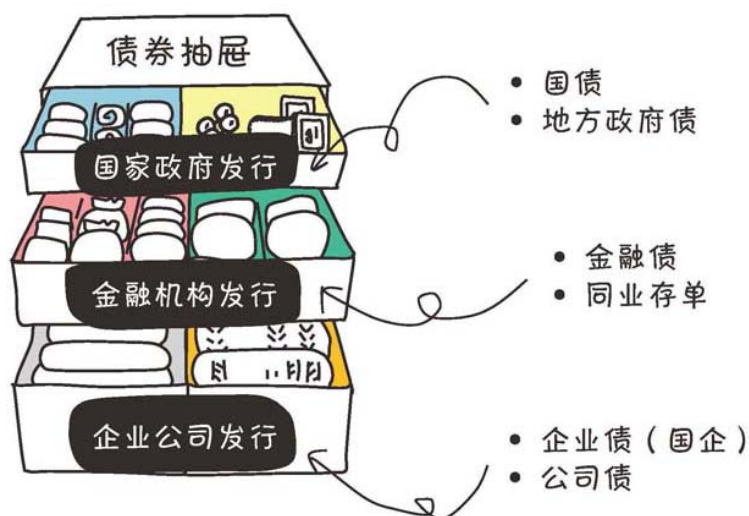 债券抽屉
国家政府发行
• 国债
• 地方政府债
金融机构发行
• 金融债
• 同业存单
企业公司发行
• 企业债（国企）
• 公司债